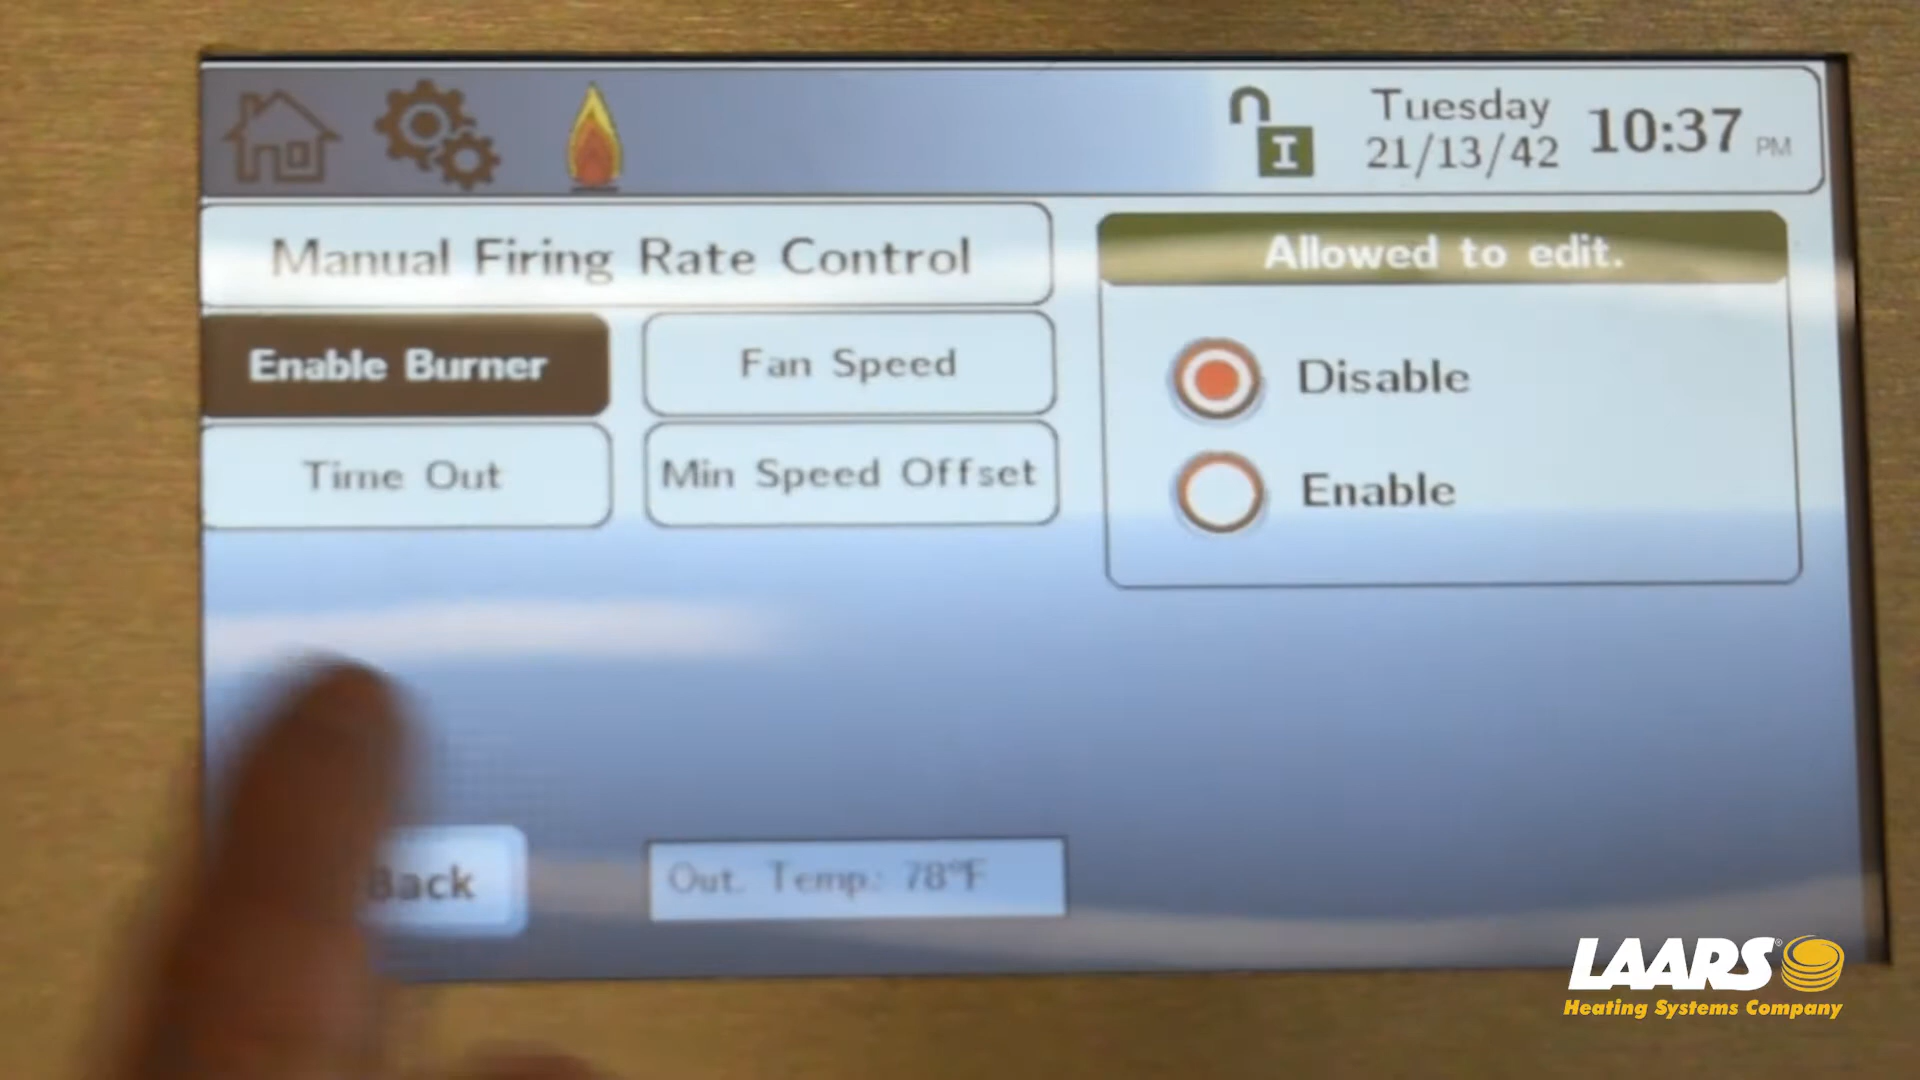 I
Tuesday
21/13/42
10:37
PM
Manual Firing Rate Control
Allowed to edit.
Enable Burner
Fan Speed
Time Out
Min Speed Offset
Disable
Enable
Back
Out. Temp.: 78°F
LAARS®
Heating Systems Company